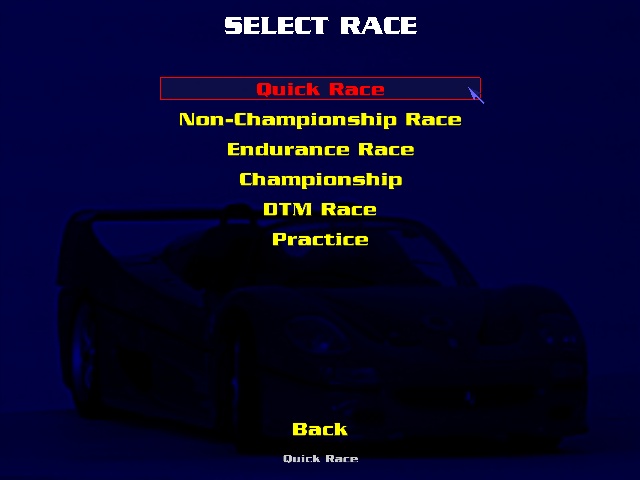 SELECT RACE
Quick Race
Non-Championship Race
Endurance Race
Championship
DTM Race
Practice
Back
Quick Race